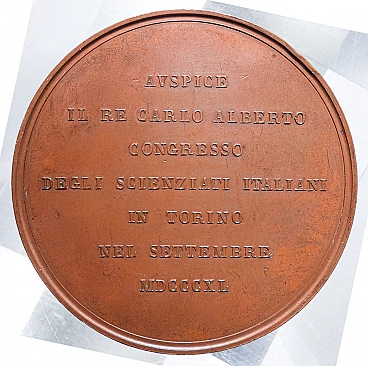 AVSPICE
IL RE CARLO ALBERTO
CONGRESSO
DEGLI SCIENZIATI ITALIANI
IN TORINO
NEL SETTEMBRE
MDCCCXL